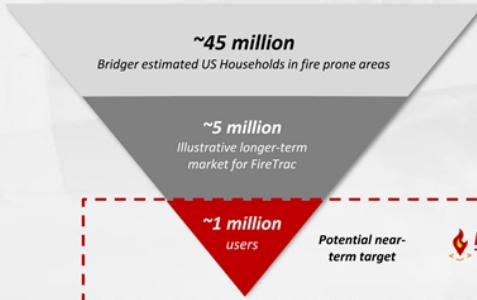 ~45 million
Bridger estimated US Households in fire prone areas
~5 million
Illustrative longer-term
market for FireTrac
~1 million
users
Potential near-
term target